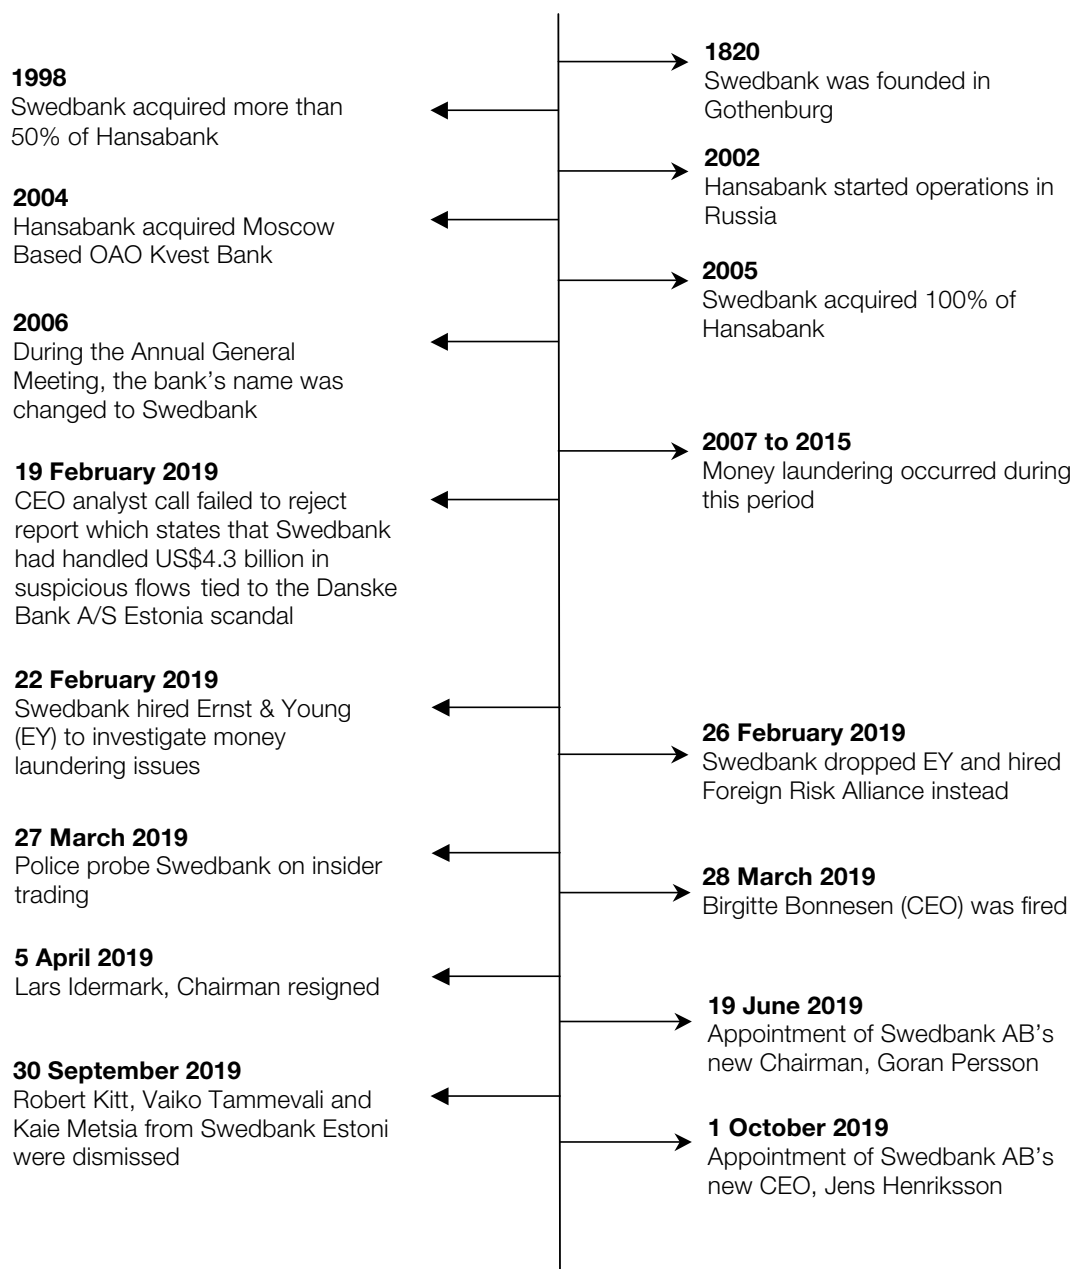 1820
Swedbank was founded in
Gothenburg
1998
Swedbank acquired more than
50% of Hansabank
2002
Hansabank started operations in
Russia
2004
Hansabank acquired Moscow
Based OAO Kvest Bank
2005
Swedbank acquired 100% of
Hansabank
2006
During the Annual General
Meeting, the bank's name was
changed to Swedbank
2007 to 2015
Money laundering occurred during
this period
19 February 2019
CEO analyst call failed to reject
report which states that Swedbank
had handled US$4.3 billion in
suspicious flows tied to the Danske
Bank A/S Estonia scandal
22 February 2019
Swedbank hired Ernst & Young
(EY) to investigate money
laundering issues
26 February 2019
Swedbank dropped EY and hired
Foreign Risk Alliance instead
27 March 2019
Police probe Swedbank on insider
trading
28 March 2019
Birgitte Bonnesen (CEO) was fired
5 April 2019
Lars Idermark, Chairman resigned
19 June 2019
Appointment of Swedbank AB's
new Chairman, Goran Persson
30 September 2019
Robert Kitt, Vaiko Tammevali and
Kaie Metsia from Swedbank Estoni
were dismissed
1 October 2019
Appointment of Swedbank AB's
new CEO, Jens Henriksson